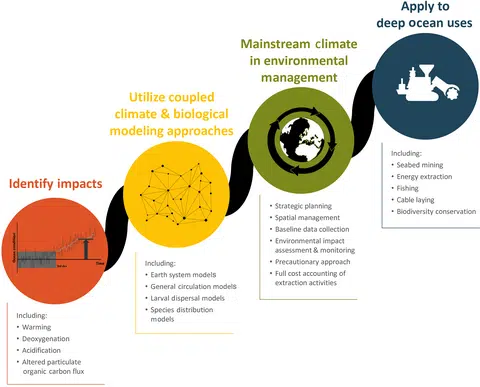 Identify impacts
Time
Including:
• Warming
• Deoxygenation
• Acidification
• Altered particulate
organic carbon flux
Utilize coupled
climate & biological
modeling approaches
Including:
• Earth system models
• General circulation models
• Larval dispersal models
• Species distribution
models
Mainstream climate
in environmental
management
• Strategic planning
• Spatial management
• Baseline data collection
• Environmental impact
assessment & monitoring
• Precautionary approach
• Full cost accounting of
extraction activities
Apply to
deep ocean uses
Including:
• Seabed mining
• Energy extraction
• Fishing
• Cable laying
• Biodiversity conservation